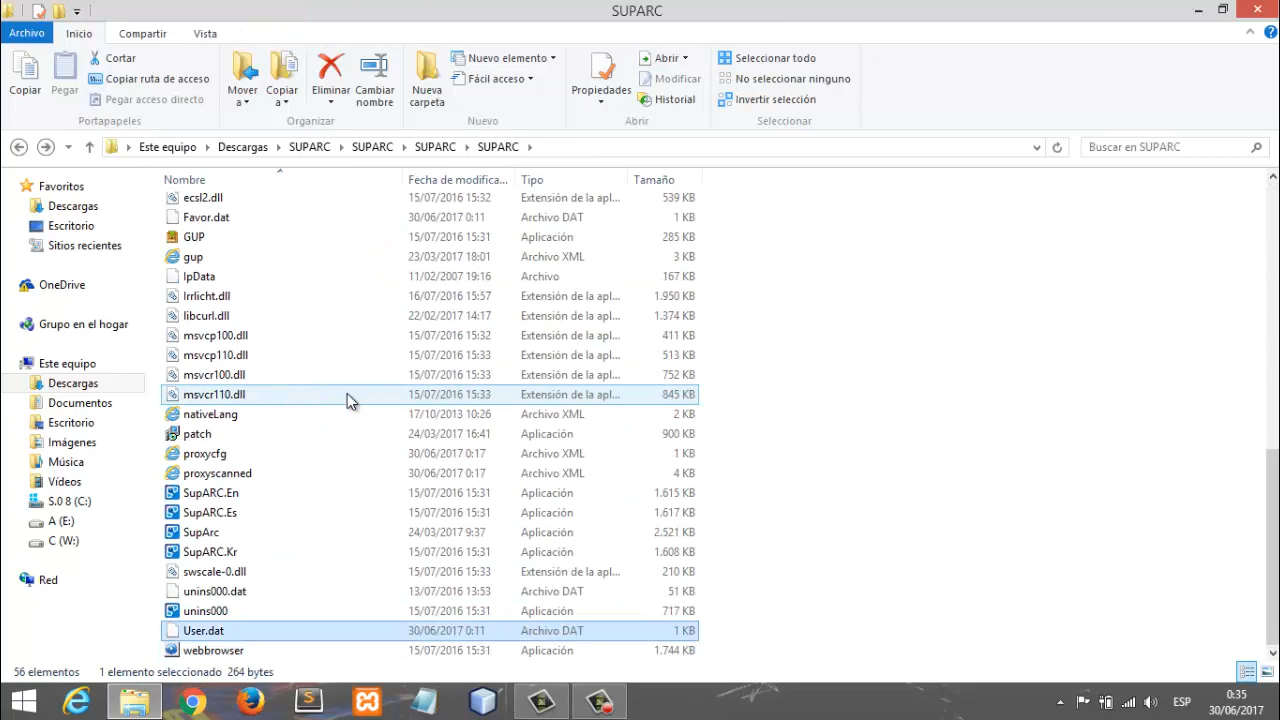 SUPARC
Archivo Inicio Compartir Vista
Copiar
Pegar
Cortar
Copiar ruta de acceso
Pegar acceso directo
Portapapeles
Mover a
Copiar a
Eliminar
Cambiar nombre
Organizar
Nueva carpeta
Nuevo elemento
Fácil acceso
Nuevo
Propiedades
Abrir
Modificar
Historial
Abrir
Seleccionar todo
No seleccionar ninguno
Invertir selección
Seleccionar
Este equipo Descargas SUPARC SUPARC SUPARC SUPARC
Buscar en SUPARC
Favoritos
Descargas
Escritorio
Sitios recientes
OneDrive
Grupo en el hogar
Este equipo
Descargas
Documentos
Escritorio
Imágenes
Música
Vídeos
S.0 8 (C:)
A (E:)
C (W:)
Red
Nombre Fecha de modifica... Tipo Tamaño
ecsl2.dll 15/07/2016 15:32 Extensión de la apl... 539 KB
Favor.dat 30/06/2017 0:11 Archivo DAT 1 KB
GUP 15/07/2016 15:31 Aplicación 285 KB
gup 23/03/2017 18:01 Archivo XML 3 KB
IpData 11/02/2007 19:16 Archivo 167 KB
Irrlicht.dll 16/07/2016 15:57 Extensión de la apl... 1.950 KB
libcurl.dll 22/02/2017 14:17 Extensión de la apl... 1.374 KB
msvcp100.dll 15/07/2016 15:32 Extensión de la apl... 411 KB
msvcp110.dll 15/07/2016 15:33 Extensión de la apl... 513 KB
msvcr100.dll 15/07/2016 15:33 Extensión de la apl... 752 KB
msvcr110.dll 15/07/2016 15:33 Extensión de la apl... 845 KB
nativeLang 17/10/2013 10:26 Archivo XML 2 KB
patch 24/03/2017 16:41 Aplicación 900 KB
proxycfg 30/06/2017 0:17 Archivo XML 1 KB
proxyscanned 30/06/2017 0:17 Archivo XML 4 KB
SupARC.En 15/07/2016 15:31 Aplicación 1.615 KB
SupARC.Es 15/07/2016 15:31 Aplicación 1.617 KB
SupArc 24/03/2017 9:37 Aplicación 2.521 KB
SupARC.Kr 15/07/2016 15:31 Aplicación 1.608 KB
swscale-0.dll 15/07/2016 15:33 Extensión de la apl... 210 KB
unins000.dat 13/07/2016 13:53 Archivo DAT 51 KB
unins000 15/07/2016 15:31 Aplicación 717 KB
User.dat 30/06/2017 0:11 Archivo DAT 1 KB
webbrowser 15/07/2016 15:31 Aplicación 1.744 KB
56 elementos 1 elemento seleccionado 264 bytes
ESP
0:35
30/06/2017